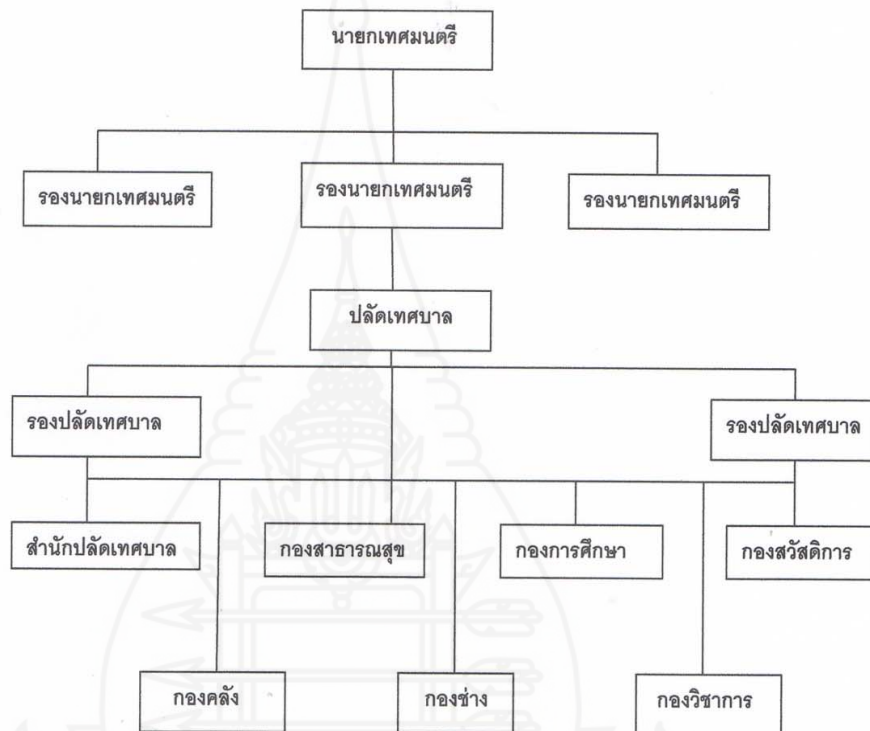 นายกเทศมนตรี
รองนายกเทศมนตรี
รองนายกเทศมนตรี
รองนายกเทศมนตรี
ปลัดเทศบาล
รองปลัดเทศบาล
รองปลัดเทศบาล
สำนักปลัดเทศบาล
กองสาธารณสุข
กองการศึกษา
กองสวัสดิการ
กองคลัง
กองช่าง
กองวิชาการ